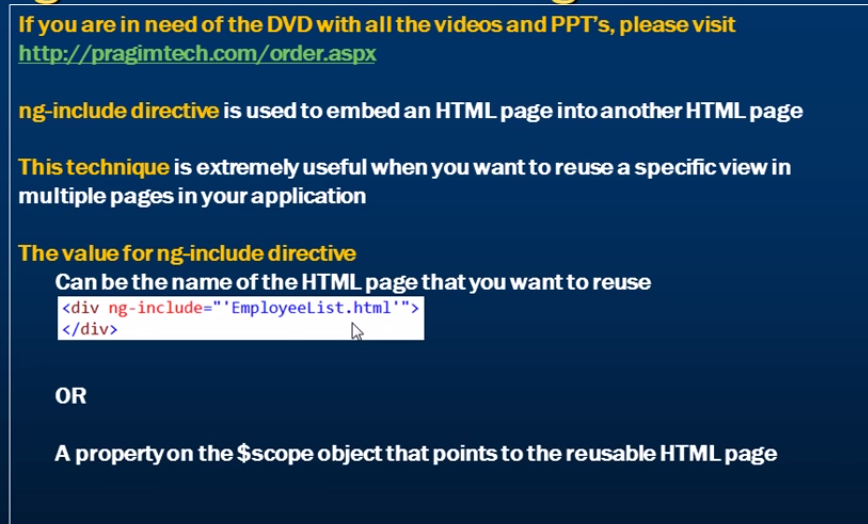 If you are in need of the DVD with all the videos and PPT's, please visit
http://pragimtech.com/order.aspx
ng-include directive is used to embed an HTML page into another HTML page
This technique is extremely useful when you want to reuse a specific view in
multiple pages in your application
The value for ng-include directive
Can be the name of the HTML page that you want to reuse
<div ng-include="'EmployeeList.html'">
</div>
OR
A property on the $scope object that points to the reusable HTML page